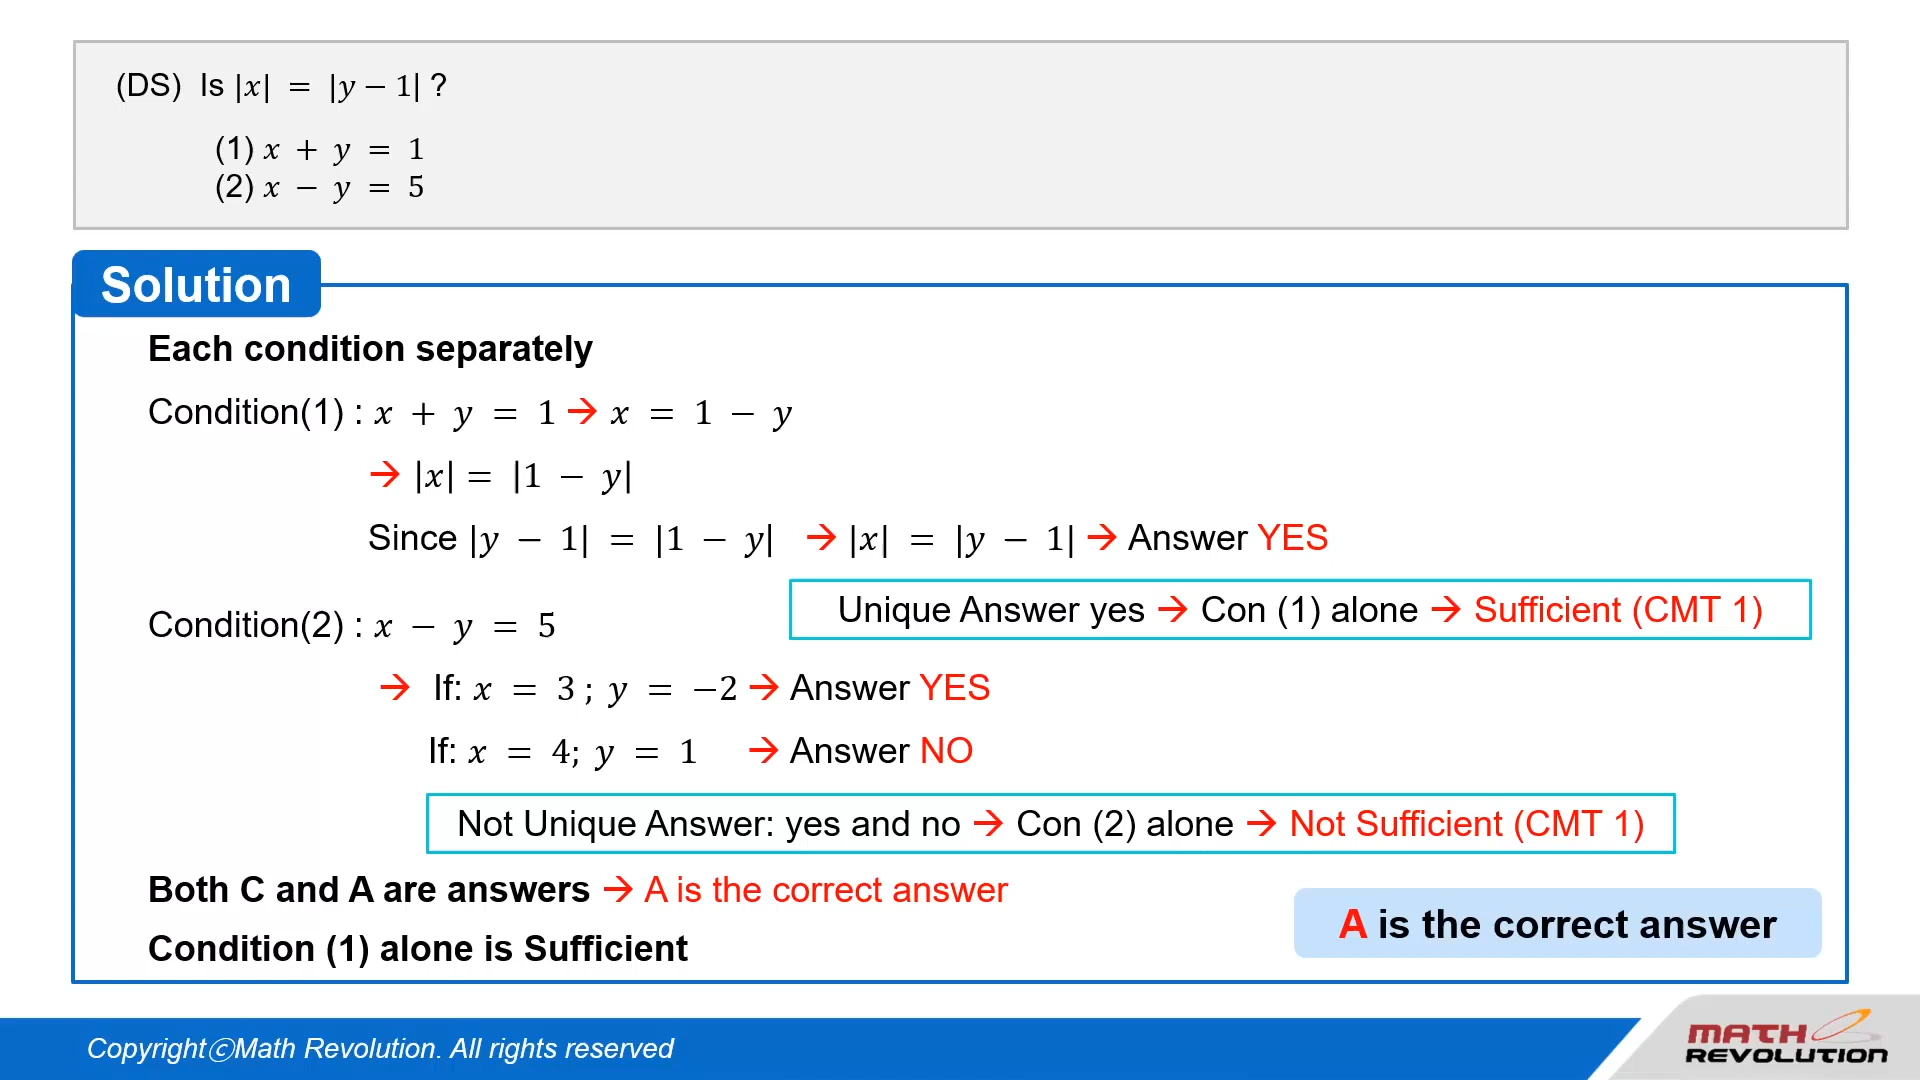 (DS) Is |x| = |y − 1| ?
(1) x + y = 1
(2) x − y = 5
Solution
Each condition separately
Condition(1) : x + y = 1 → x = 1 − y
→ |x| = |1 − y|
Since |y − 1| = |1 − y| → |x| = |y − 1| → Answer YES
Unique Answer yes → Con (1) alone → Sufficient (CMT 1)
Condition(2) : x − y = 5
→ If: x = 3 ; y = −2 → Answer YES
If: x = 4; y = 1 → Answer NO
Not Unique Answer: yes and no → Con (2) alone → Not Sufficient (CMT 1)
Both C and A are answers → A is the correct answer
A is the correct answer
Condition (1) alone is Sufficient
CopyrightⓒMath Revolution. All rights reserved
MATH
REVOLUTION